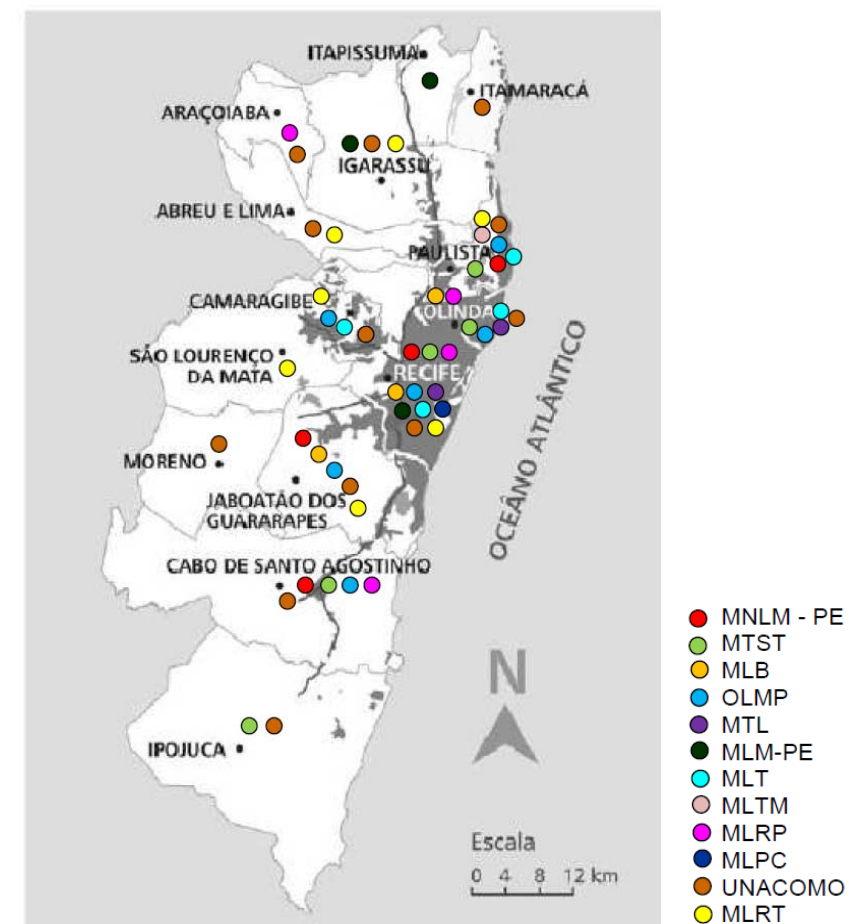 ITAPISSUMA
ITAMARACÁ
ARAÇOIABA
IGARASSU
ABREU E LIMA
PAULISTA
CAMARAGIBE
OLINDA
SÃO LOURENÇO
DA MATA
RECIFE
OCEÂNO ATLÂNTICO
MORENO
JABOATÃO DOS
GUARARAPES
CABO DE SANTO AGOSTINHO
IPOJUCA
N
Escala
0 4 8 12 km
MNLM - PE
MTST
MLB
OLMP
MTL
MLM-PE
MLT
MLTM
MLRP
MLPC
UNACOMO
MLRT